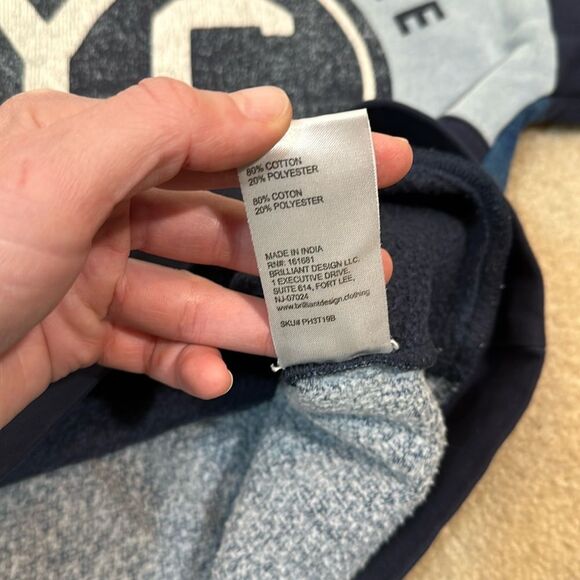 YC
E
80% COTTON
20% POLYESTER
80% COTON
20% POLYESTER
MADE IN INDIA
RN#: 161681
BRILLIANT DESIGN LLC.
1 EXECUTIVE DRIVE,
SUITE 614, FORT LEE,
NJ-07024
www.brilliantdesign.clothing
SKU# PH3T19B